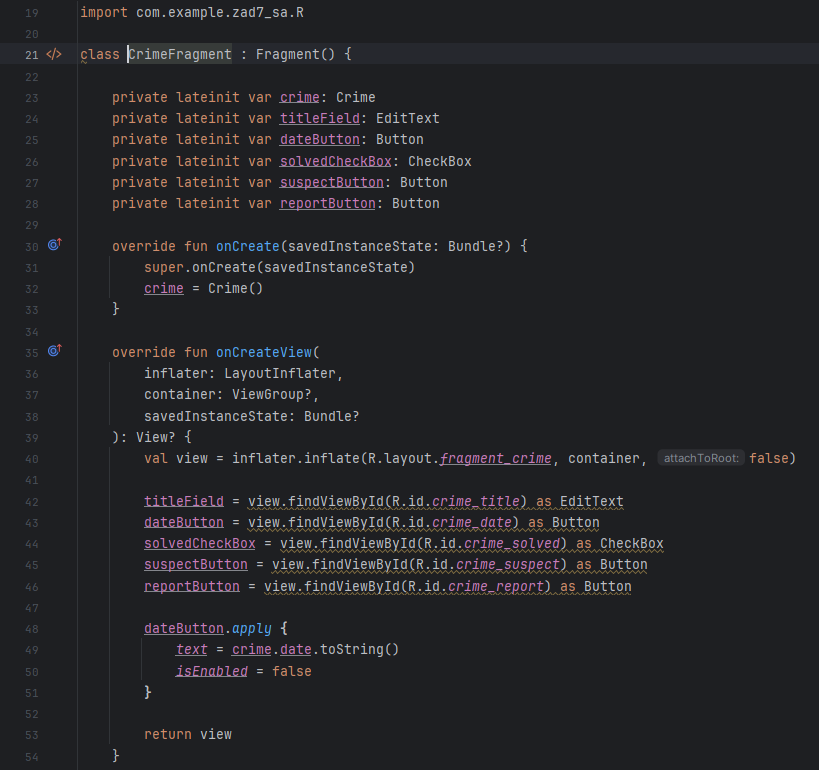 19 import com.example.zad7_sa.R
20
21 </> class CrimeFragment : Fragment() {
22
23     private lateinit var crime: Crime
24     private lateinit var titleField: EditText
25     private lateinit var dateButton: Button
26     private lateinit var solvedCheckBox: CheckBox
27     private lateinit var suspectButton: Button
28     private lateinit var reportButton: Button
29
30     override fun onCreate(savedInstanceState: Bundle?) {
31         super.onCreate(savedInstanceState)
32         crime = Crime()
33     }
34
35     override fun onCreateView(
36         inflater: LayoutInflater,
37         container: ViewGroup?,
38         savedInstanceState: Bundle?
39     ): View? {
40         val view = inflater.inflate(R.layout.fragment_crime, container, attachToRoot: false)
41
42         titleField = view.findViewById(R.id.crime_title) as EditText
43         dateButton = view.findViewById(R.id.crime_date) as Button
44         solvedCheckBox = view.findViewById(R.id.crime_solved) as CheckBox
45         suspectButton = view.findViewById(R.id.crime_suspect) as Button
46         reportButton = view.findViewById(R.id.crime_report) as Button
47
48         dateButton.apply {
49             text = crime.date.toString()
50             isEnabled = false
51         }
52
53         return view
54     }